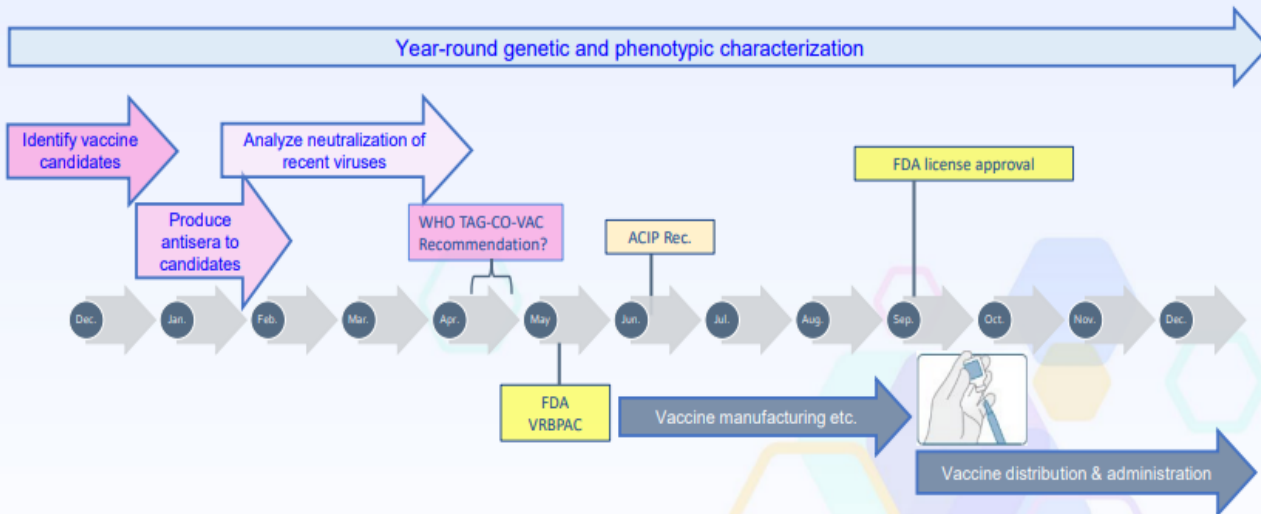 Year-round genetic and phenotypic characterization
Identify vaccine
candidates
Analyze neutralization of
recent viruses
Produce
antisera to
candidates
WHO TAG-CO-VAC
Recommendation?
ACIP Rec.
FDA license approval
Dec.
Jan.
Feb.
Mar.
Apr.
May
Jun.
Jul.
Aug.
Sep.
Oct.
Nov.
Dec.
FDA
VRBPAC
Vaccine manufacturing etc.
Vaccine distribution & administration